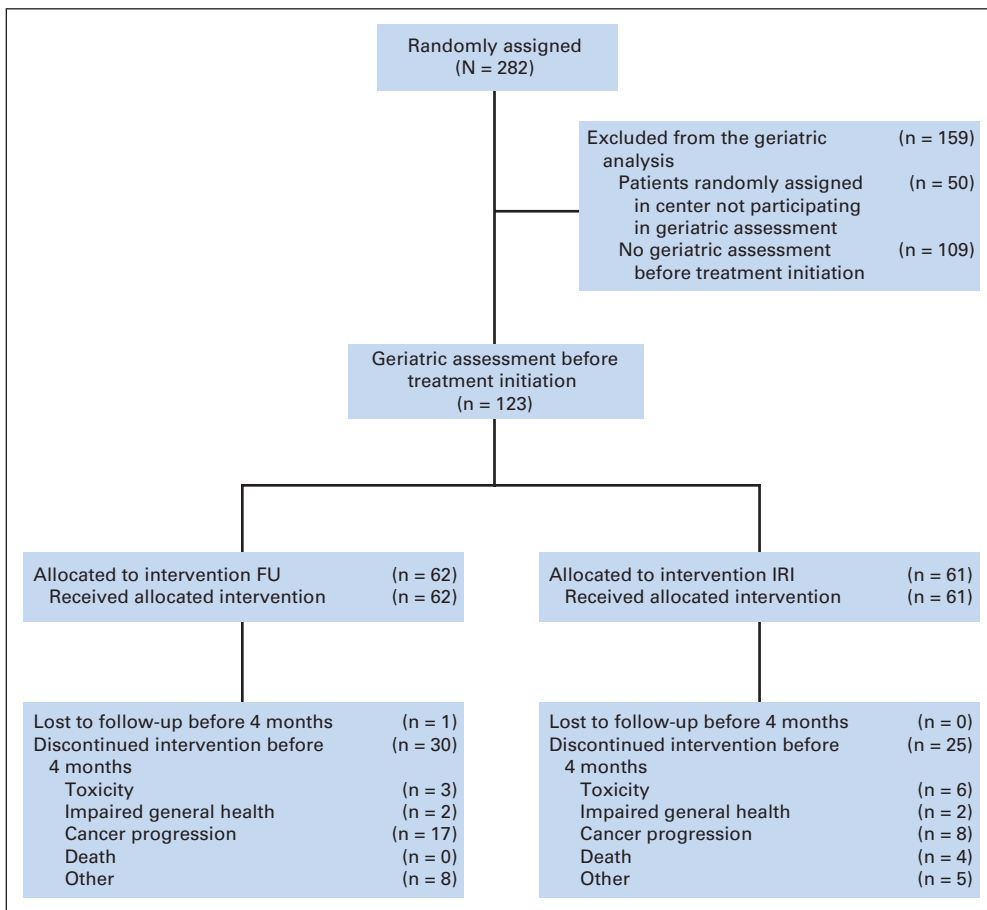 Randomly assigned
(N = 282)
Excluded from the geriatric (n = 159)
analysis
Patients randomly assigned (n = 50)
in center not participating
in geriatric assessment
No geriatric assessment (n = 109)
before treatment initiation
Geriatric assessment before
treatment initiation
(n = 123)
Allocated to intervention FU (n = 62)
Received allocated intervention (n = 62)
Allocated to intervention IRI (n = 61)
Received allocated intervention (n = 61)
Lost to follow-up before 4 months (n = 1)
Discontinued intervention before (n = 30)
4 months
Toxicity (n = 3)
Impaired general health (n = 2)
Cancer progression (n = 17)
Death (n = 0)
Other (n = 8)
Lost to follow-up before 4 months (n = 0)
Discontinued intervention before (n = 25)
4 months
Toxicity (n = 6)
Impaired general health (n = 2)
Cancer progression (n = 8)
Death (n = 4)
Other (n = 5)